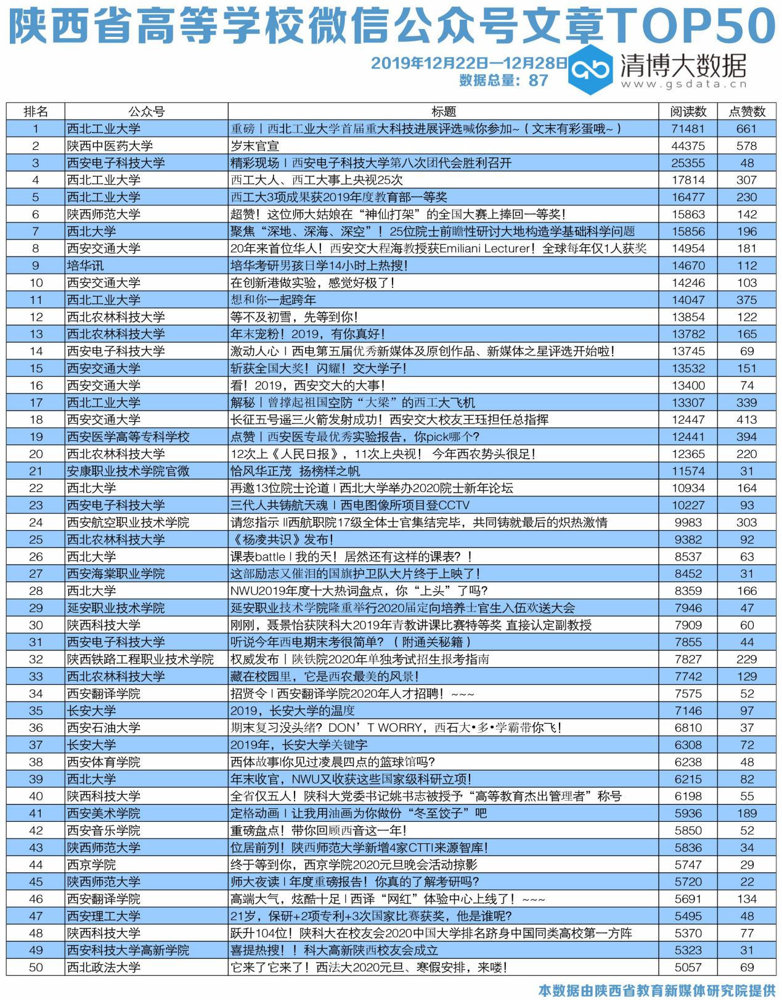 陕西省高等学校微信公众号文章TOP50
2019年12月22日—12月28日
数据总量：87
清博大数据
www.gsdata.cn
排名 公众号 标题 阅读数 点赞数
1 西北工业大学 重磅丨西北工业大学首届重大科技进展评选喊你参加~（文末有彩蛋哦~） 71481 661
2 陕西中医药大学 岁末官宣 44375 578
3 西安电子科技大学 精彩现场 | 西安电子科技大学第八次团代会胜利召开 25355 48
4 西北工业大学 西工大人、西工大事上央视25次 17814 307
5 西北工业大学 西工大3项成果获2019年度教育部一等奖 16477 230
6 陕西师范大学 超赞！这位师大姑娘在“神仙打架”的全国大赛上捧回一等奖！ 15863 142
7 西北大学 聚焦“深地、深海、深空”！25位院士前瞻性研讨大地构造学基础科学问题 15856 196
8 西安交通大学 20年来首位华人！西安交大程海教授获Emiliani Lecturer！全球每年仅1人获奖 14954 181
9 培华讯 培华考研男孩日学14小时上热搜！ 14670 112
10 西安交通大学 在创新港做实验，感觉好极了！ 14246 103
11 西北工业大学 想和你一起跨年 14047 375
12 西北农林科技大学 等不及初雪，先等到你！ 13854 122
13 西北农林科技大学 年末宠粉！2019，有你真好！ 13782 165
14 西安电子科技大学 激动人心 | 西电第五届优秀新媒体及原创作品、新媒体之星评选开始啦！ 13745 69
15 西安交通大学 斩获全国大奖！闪耀！交大学子！ 13532 151
16 西安交通大学 看！2019，西安交大的大事！ 13400 74
17 西北工业大学 解秘丨曾撑起祖国空防“大梁”的西工大飞机 13307 339
18 西安交通大学 长征五号遥三火箭发射成功！西安交大校友王珏担任总指挥 12447 413
19 西安医学高等专科学校 点赞丨西安医专最优秀实验报告，你pick哪个？ 12441 394
20 西北农林科技大学 12次上《人民日报》，11次上央视！ 今年西农势头很足！ 12365 220
21 安康职业技术学院官微 恰风华正茂 扬榜样之帆 11574 31
22 西北大学 再邀13位院士论道 | 西北大学举办2020院士新年论坛 10934 164
23 西安电子科技大学 三代人共铸航天魂 | 西电图像所项目登CCTV 10227 93
24 西安航空职业技术学院 请您指示 ||西航职院17级全体士官集结完毕，共同铸就最后的炽热激情 9983 303
25 西北农林科技大学 《杨凌共识》发布！ 9382 92
26 西北大学 课表battle | 我的天！居然还有这样的课表？！ 8537 63
27 西安海棠职业学院 这部励志又催泪的国旗护卫队大片终于上映了！ 8452 31
28 西北大学 NWU2019年度十大热词盘点，你“上头”了吗？ 8359 166
29 延安职业技术学院 延安职业技术学院隆重举行2020届定向培养士官生入伍欢送大会 7946 47
30 陕西科技大学 刚刚，聂景怡获陕科大2019年青教讲课比赛特等奖 直接认定副教授 7909 60
31 西安电子科技大学 听说今年西电期末考很简单？（附通关秘籍） 7855 44
32 陕西铁路工程职业技术学院 权威发布丨陕铁院2020年单独考试招生报考指南 7827 229
33 西北农林科技大学 藏在校园里，它是西农最美的风景！ 7742 129
34 西安翻译学院 招贤令 | 西安翻译学院2020年人才招聘！~~~ 7575 52
35 长安大学 2019，长安大学的温度 7146 97
36 西安石油大学 期末复习没头绪？DON’T WORRY，西石大•多•学霸带你飞！ 6810 37
37 长安大学 2019年，长安大学关键字 6308 72
38 西安体育学院 西体故事|你见过凌晨四点的篮球馆吗？ 6238 48
39 西北大学 年末收官，NWU又收获这些国家级科研立项！ 6215 82
40 陕西科技大学 全省仅五人！陕科大党委书记姚书志被授予“高等教育杰出管理者”称号 6198 55
41 西安美术学院 定格动画 | 让我用油画为你做份“冬至饺子”吧 5936 189
42 西安音乐学院 重磅盘点！带你回顾西音这一年！ 5850 52
43 陕西师范大学 位居前列！陕西师范大学新增4家CTTI来源智库！ 5836 34
44 西京学院 终于等到你，西京学院2020元旦晚会活动掠影 5747 29
45 陕西师范大学 师大夜读 | 年度重磅报告！你真的了解考研吗？ 5720 22
46 西安翻译学院 高端大气，炫酷十足 | 西译“网红”体验中心上线了！~~~ 5691 134
47 西安理工大学 21岁，保研+2项专利+3次国家比赛获奖，他是谁呢？ 5495 48
48 陕西科技大学 跃升104位！陕科大在校友会2020中国大学排名跻身中国同类高校第一方阵 5370 77
49 西安科技大学高新学院 喜提热搜！！科大高新陕西校友会成立 5323 31
50 西北政法大学 它来了它来了！西法大2020元旦、寒假安排，来喽！ 5057 69
本数据由陕西省教育新媒体研究院提供